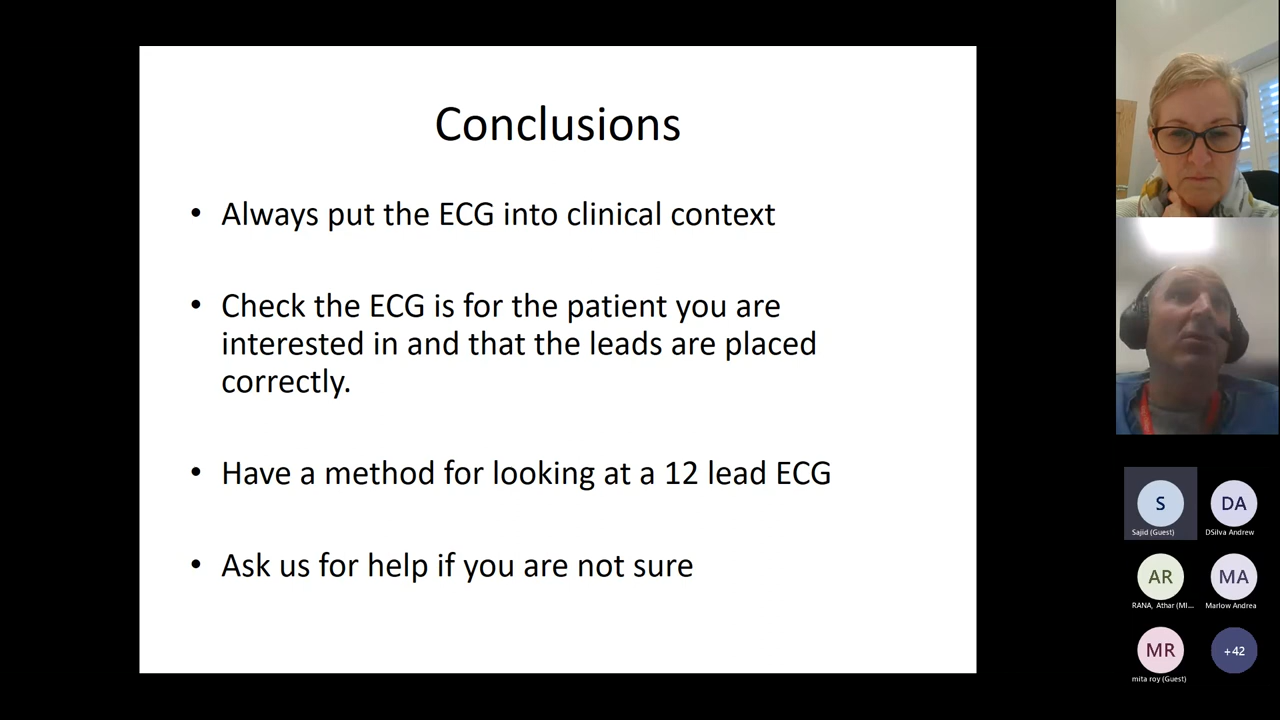 Conclusions
• Always put the ECG into clinical context
• Check the ECG is for the patient you are
interested in and that the leads are placed
correctly.
• Have a method for looking at a 12 lead ECG
• Ask us for help if you are not sure
S
Sajid (Guest)
DA
DSilva Andrew
AR
RANA, Athar (MI...
MA
Marlow Andrea
MR
mita roy (Guest)
+42